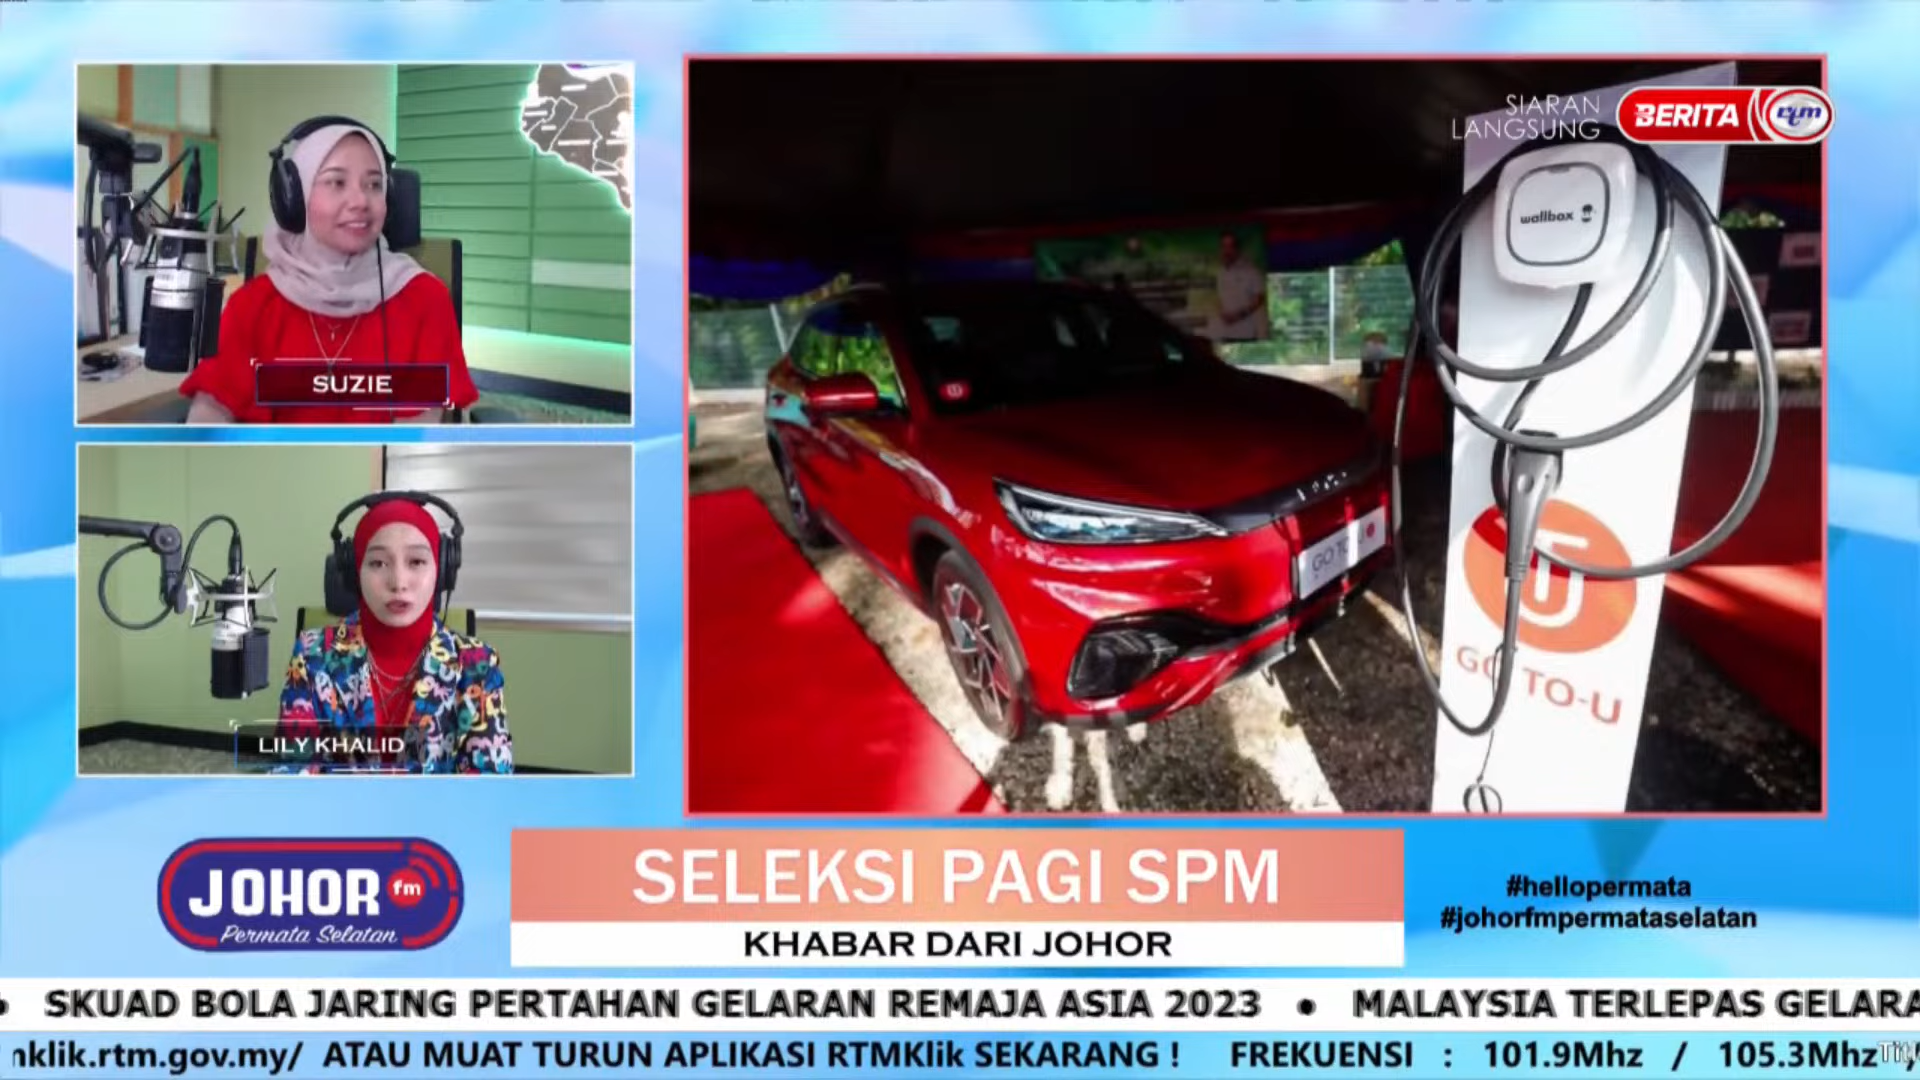 SIARAN
LANGSUNG
BERITA rtm
wallbox
SUZIE
GO TO-U
LILY KHALID
JOHOR fm
Permata Selatan
SELEKSI PAGI SPM
KHABAR DARI JOHOR
#hellopermata
#johorfmpermataselatan
• SKUAD BOLA JARING PERTAHAN GELARAN REMAJA ASIA 2023 • MALAYSIA TERLEPAS GELARA
nklik.rtm.gov.my/ ATAU MUAT TURUN APLIKASI RTMKlik SEKARANG ! FREKUENSI : 101.9Mhz / 105.3Mhz